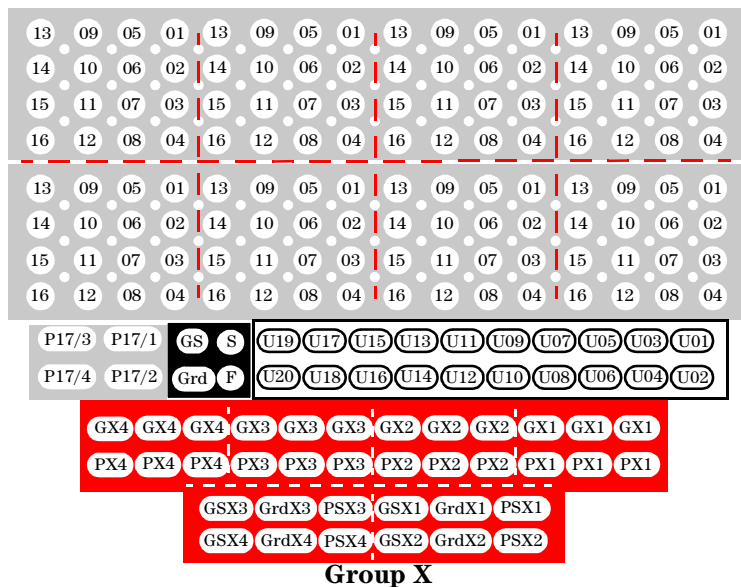 13 09 05 01 13 09 05 01 13 09 05 01 13 09 05 01
14 10 06 02 14 10 06 02 14 10 06 02 14 10 06 02
15 11 07 03 15 11 07 03 15 11 07 03 15 11 07 03
16 12 08 04 16 12 08 04 16 12 08 04 16 12 08 04
13 09 05 01 13 09 05 01 13 09 05 01 13 09 05 01
14 10 06 02 14 10 06 02 14 10 06 02 14 10 06 02
15 11 07 03 15 11 07 03 15 11 07 03 15 11 07 03
16 12 08 04 16 12 08 04 16 12 08 04 16 12 08 04
P17/3 P17/1 GS S U19 U17 U15 U13 U11 U09 U07 U05 U03 U01
P17/4 P17/2 Grd F U20 U18 U16 U14 U12 U10 U08 U06 U04 U02
GX4 GX4 GX4 GX3 GX3 GX3 GX2 GX2 GX2 GX1 GX1 GX1
PX4 PX4 PX4 PX3 PX3 PX3 PX2 PX2 PX2 PX1 PX1 PX1
GSX3 GrdX3 PSX3 GSX1 GrdX1 PSX1
GSX4 GrdX4 PSX4 GSX2 GrdX2 PSX2
Group X